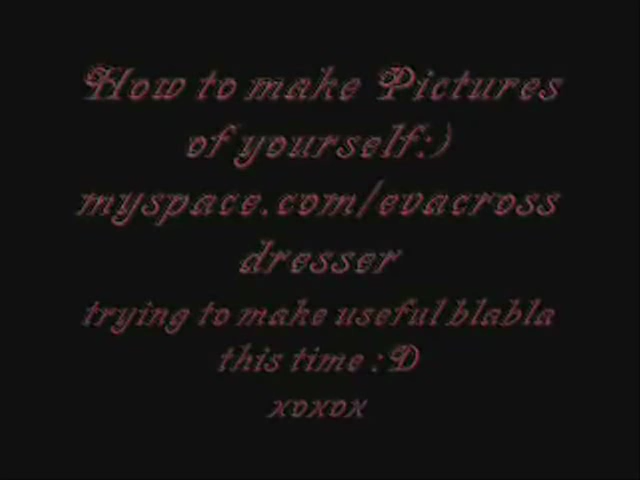 How to make Pictures
of yourself:)
myspace.com/evacross
dresser
trying to make useful blabla
this time :D
xoxox